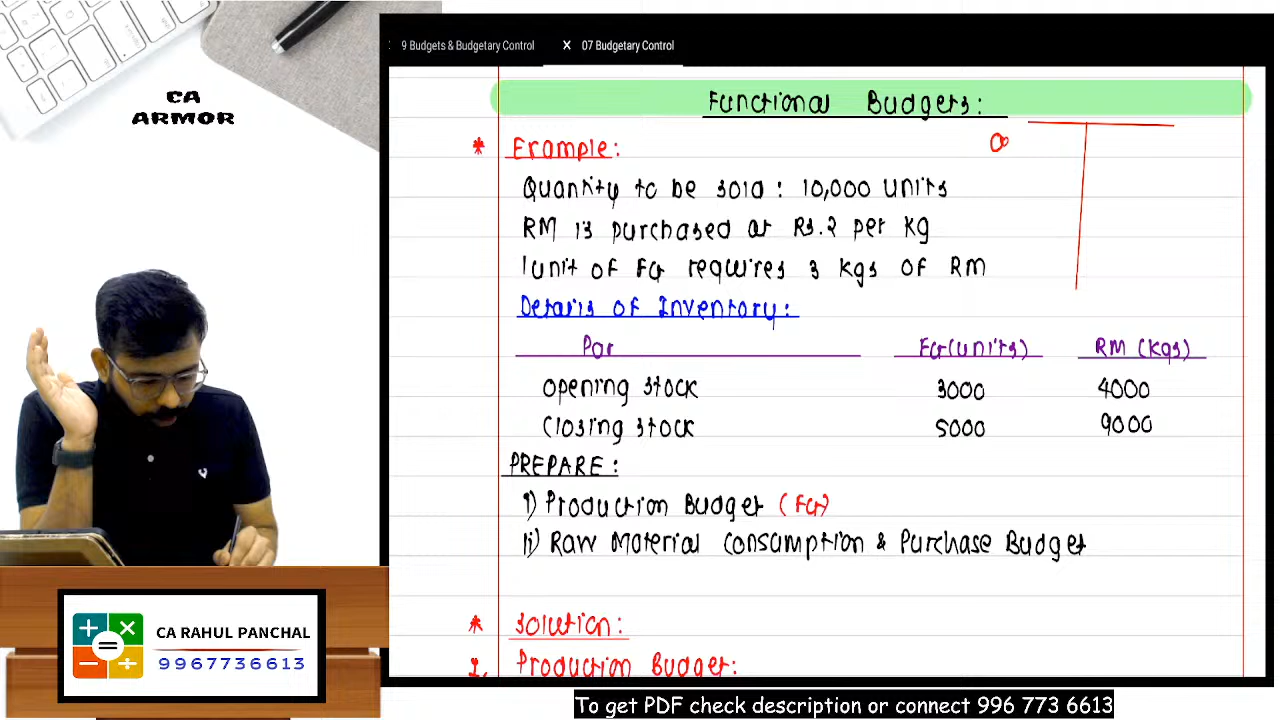 9 Budgets & Budgetary Control
X 07 Budgetary Control
CA
ARMOR
Functional Budgets:
* Example:
Quantity to be sold : 10,000 units
RM is purchased at Rs.2 per kg
1 unit of FG requires 3 kgs of RM
Details of Inventory:
Par FG(units) RM (kgs)
opening stock 3000 4000
closing stock 5000 9000
PREPARE:
i) Production Budget (FG)
ii) Raw Material Consumption & Purchase Budget
* Solution:
1. Production Budget:
CA RAHUL PANCHAL
9967736613
To get PDF check description or connect 996 773 6613